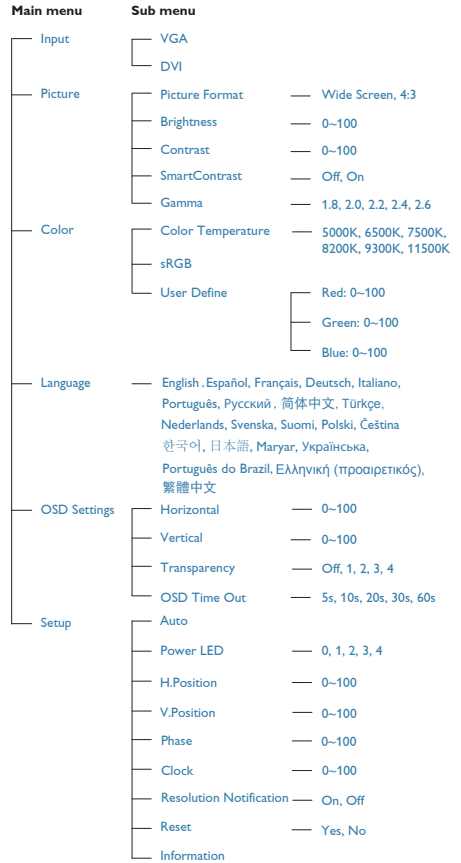 Main menu Sub menu
Input VGA
DVI
Picture Picture Format Wide Screen, 4:3
Brightness 0~100
Contrast 0~100
SmartContrast Off, On
Gamma 1.8, 2.0, 2.2, 2.4, 2.6
Color Color Temperature 5000K, 6500K, 7500K,
8200K, 9300K, 11500K
sRGB
User Define Red: 0~100
Green: 0~100
Blue: 0~100
Language English , Español, Français, Deutsch, Italiano,
Português, Русский , 简体中文, Türkçe,
Nederlands, Svenska, Suomi, Polski, Čeština
한국어, 日本語, Maryar, Українська,
Português do Brazil, Ελληνική (προαιρετικός),
繁體中文
OSD Settings Horizontal 0~100
Vertical 0~100
Transparency Off, 1, 2, 3, 4
OSD Time Out 5s, 10s, 20s, 30s, 60s
Setup Auto
Power LED 0, 1, 2, 3, 4
H.Position 0~100
V.Position 0~100
Phase 0~100
Clock 0~100
Resolution Notification On, Off
Reset Yes, No
Information